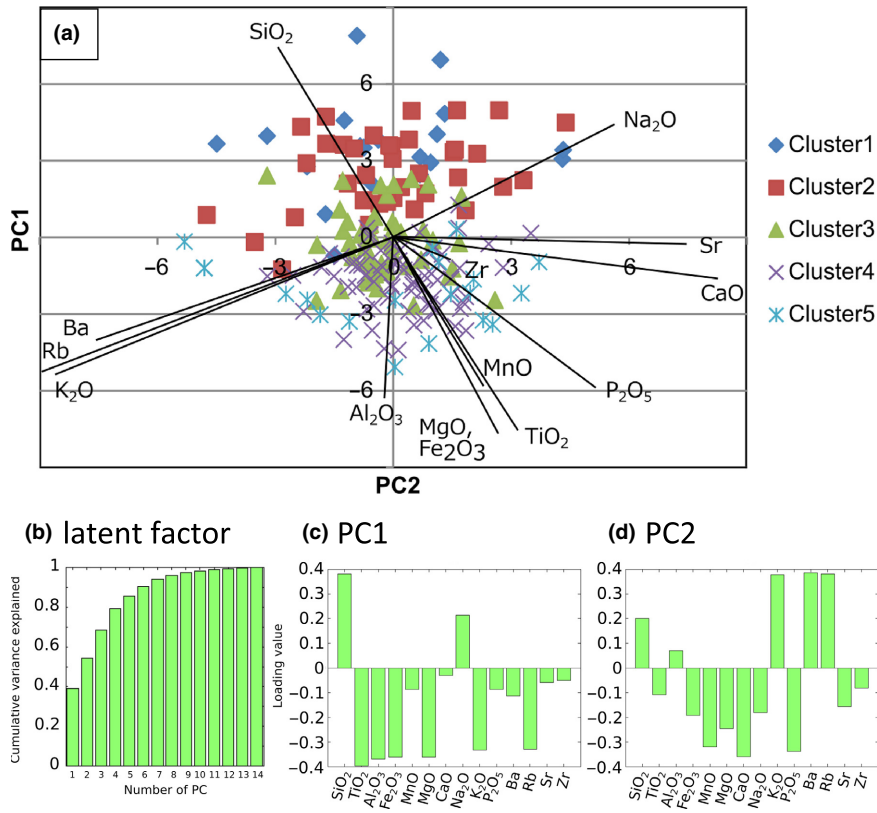 (a)
SiO₂
Na₂O
Sr
CaO
Zr
Ba
Rb
K₂O
Al₂O₃
MnO
MgO,
Fe₂O₃
TiO₂
P₂O₅
6
3
0
−3
−6
−6
−3
0
3
6
PC1
PC2
Cluster1
Cluster2
Cluster3
Cluster4
Cluster5
(b) latent factor
Cumulative variance explained
1
0.8
0.6
0.4
0.2
0
1 2 3 4 5 6 7 8 9 10 11 12 13 14
Number of PC
(c) PC1
Loading value
0.4
0.3
0.2
0.1
0
−0.1
−0.2
−0.3
−0.4
SiO₂ TiO₂ Al₂O₃ Fe₂O₃ MnO MgO CaO Na₂O K₂O P₂O₅ Ba Rb Sr Zr
(d) PC2
0.4
0.3
0.2
0.1
0
−0.1
−0.2
−0.3
−0.4
SiO₂ TiO₂ Al₂O₃ Fe₂O₃ MnO MgO CaO Na₂O K₂O P₂O₅ Ba Rb Sr Zr